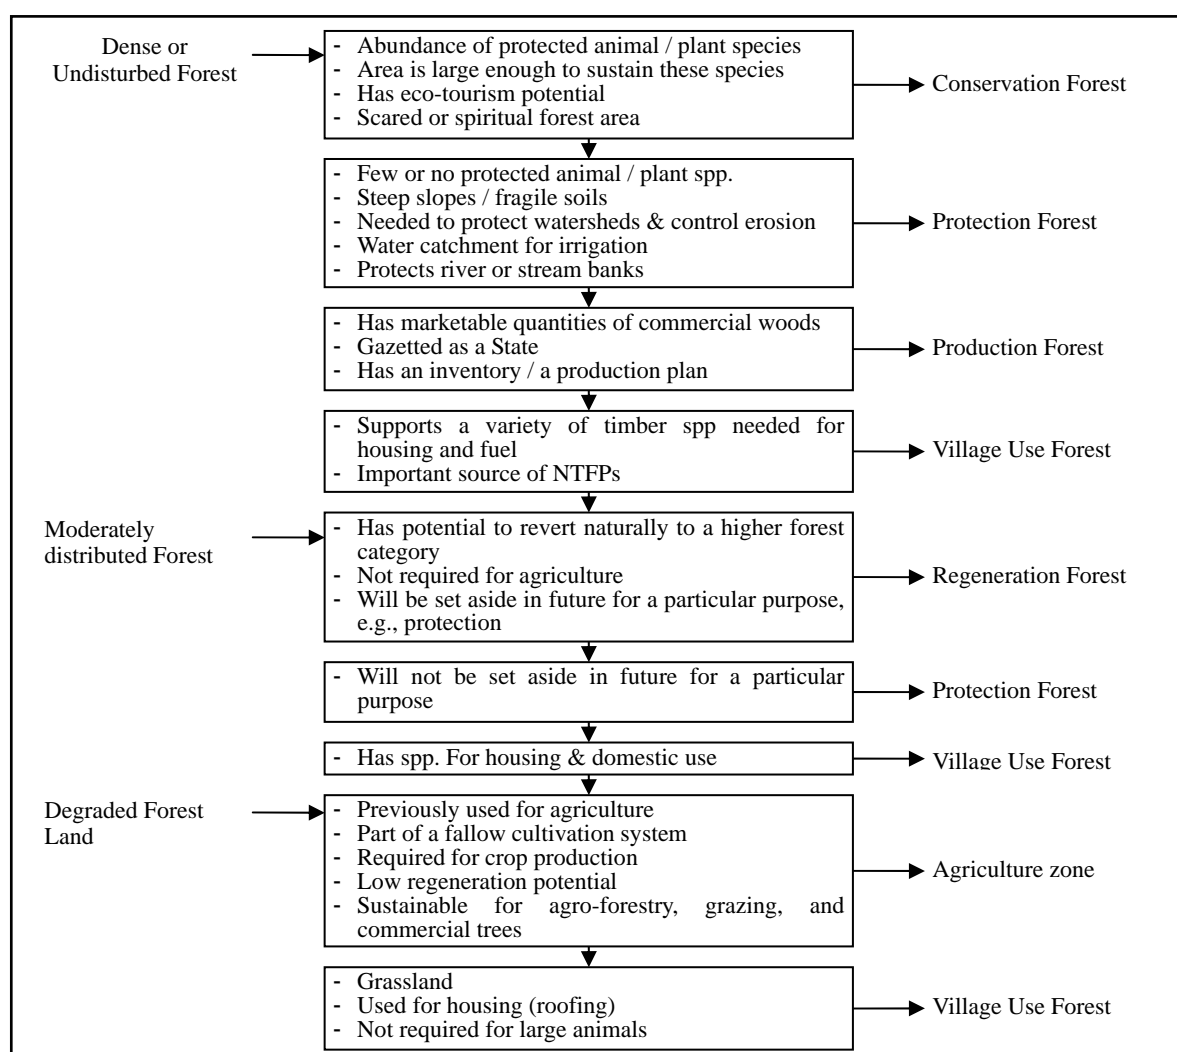 Dense or
Undisturbed Forest
- Abundance of protected animal / plant species
- Area is large enough to sustain these species
- Has eco-tourism potential
- Scared or spiritual forest area
Conservation Forest
- Few or no protected animal / plant spp.
- Steep slopes / fragile soils
- Needed to protect watersheds & control erosion
- Water catchment for irrigation
- Protects river or stream banks
Protection Forest
- Has marketable quantities of commercial woods
- Gazetted as a State
- Has an inventory / a production plan
Production Forest
- Supports a variety of timber spp needed for
housing and fuel
- Important source of NTFPs
Village Use Forest
Moderately
distributed Forest
- Has potential to revert naturally to a higher forest
category
- Not required for agriculture
- Will be set aside in future for a particular purpose,
e.g., protection
Regeneration Forest
- Will not be set aside in future for a particular
purpose
Protection Forest
- Has spp. For housing & domestic use
Village Use Forest
Degraded Forest
Land
- Previously used for agriculture
- Part of a fallow cultivation system
- Required for crop production
- Low regeneration potential
- Sustainable for agro-forestry, grazing, and
commercial trees
Agriculture zone
- Grassland
- Used for housing (roofing)
- Not required for large animals
Village Use Forest